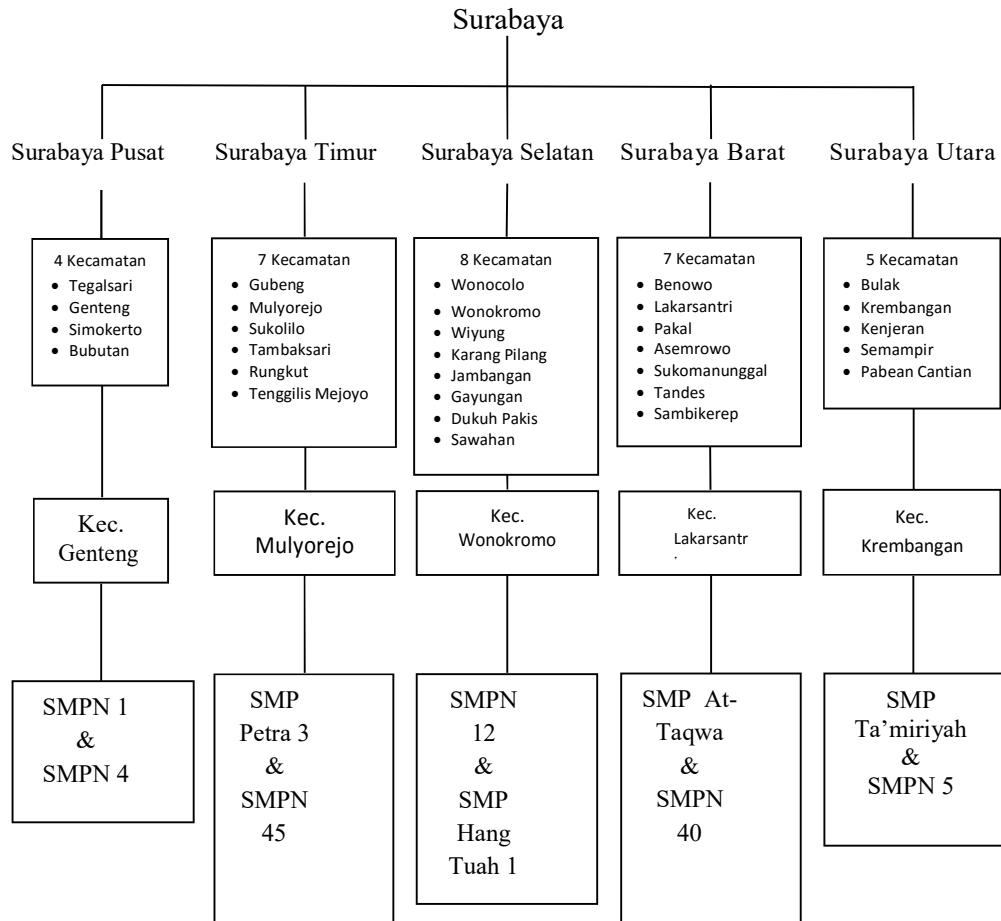 Surabaya
Surabaya Pusat
Surabaya Timur
Surabaya Selatan
Surabaya Barat
Surabaya Utara
4 Kecamatan
• Tegalsari
• Genteng
• Simokerto
• Bubutan
7 Kecamatan
• Gubeng
• Mulyorejo
• Sukolilo
• Tambaksari
• Rungkut
• Tenggilis Mejoyo
8 Kecamatan
• Wonocolo
• Wonokromo
• Wiyung
• Karang Pilang
• Jambangan
• Gayungan
• Dukuh Pakis
• Sawahan
7 Kecamatan
• Benowo
• Lakarsantri
• Pakal
• Asemrowo
• Sukomanunggal
• Tandes
• Sambikerep
5 Kecamatan
• Bulak
• Krembangan
• Kenjeran
• Semampir
• Pabean Cantian
Kec.
Genteng
Kec.
Mulyorejo
Kec.
Wonokromo
Kec.
Lakarsantr
Kec.
Krembangan
SMPN 1
&
SMPN 4
SMP
Petra 3
&
SMPN
45
SMPN
12
&
SMP
Hang
Tuah 1
SMP At-
Taqwa
&
SMPN
40
SMP
Ta’miriyah
&
SMPN 5